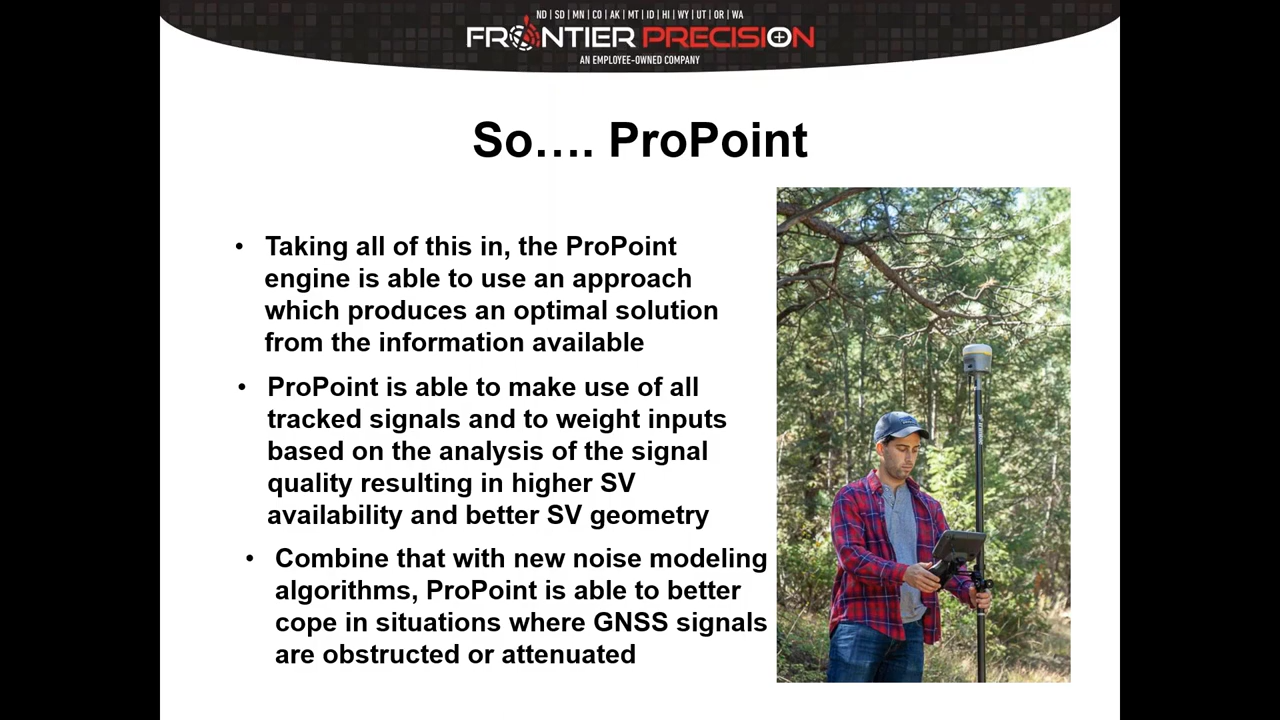 ND | SD | MN | CO | AK | MT | ID | HI | WY | UT | OR | WA
FRONTIER PRECISION
AN EMPLOYEE-OWNED COMPANY
So…. ProPoint
• Taking all of this in, the ProPoint
engine is able to use an approach
which produces an optimal solution
from the information available
• ProPoint is able to make use of all
tracked signals and to weight inputs
based on the analysis of the signal
quality resulting in higher SV
availability and better SV geometry
• Combine that with new noise modeling
algorithms, ProPoint is able to better
cope in situations where GNSS signals
are obstructed or attenuated